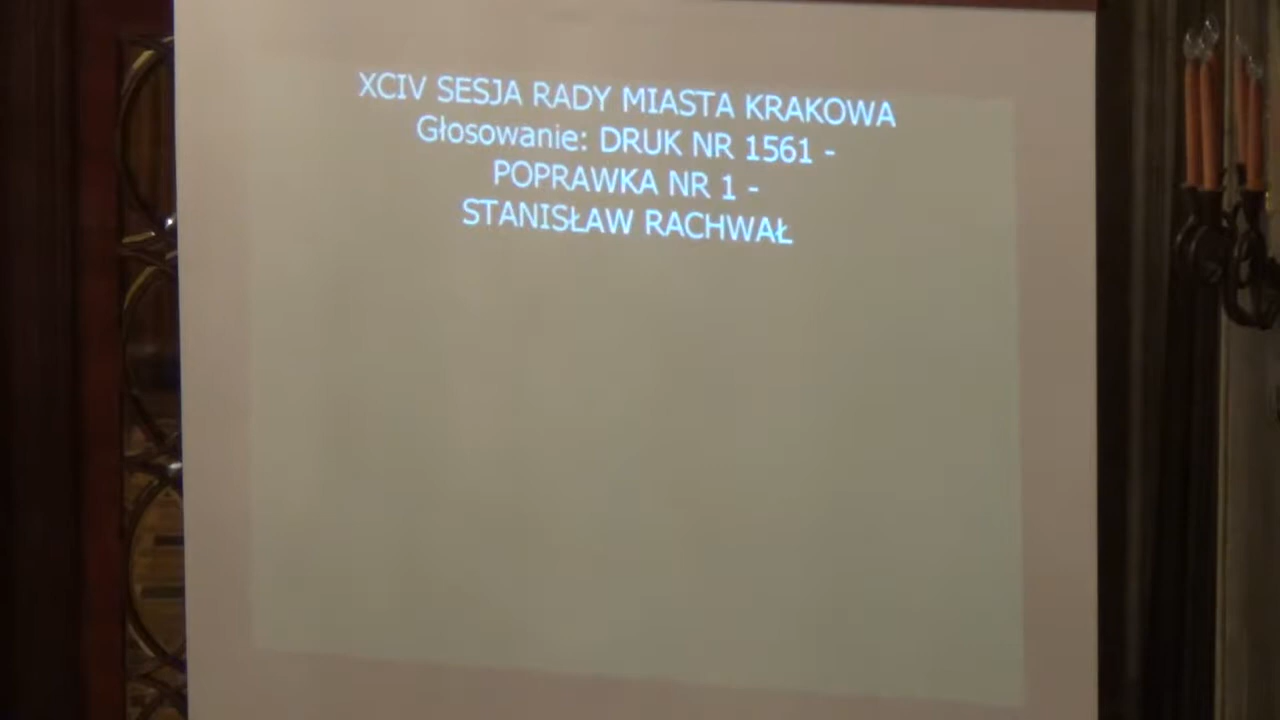 XCIV SESJA RADY MIASTA KRAKOWA
Głosowanie: DRUK NR 1561 -
POPRAWKA NR 1 -
STANISŁAW RACHWAŁ